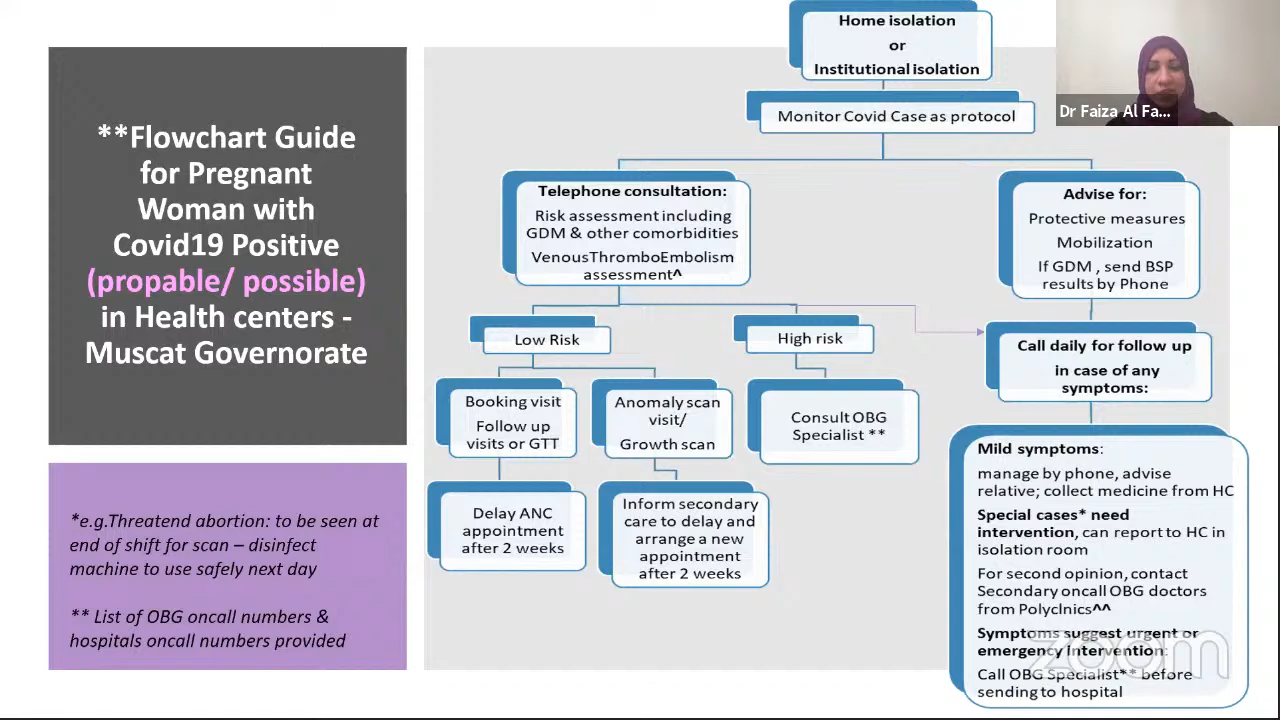 **Flowchart Guide
for Pregnant
Woman with
Covid19 Positive
(propable/ possible)
in Health centers -
Muscat Governorate
*e.g.Threatend abortion: to be seen at
end of shift for scan – disinfect
machine to use safely next day
** List of OBG oncall numbers &
hospitals oncall numbers provided
Home isolation
or
Institutional isolation
Monitor Covid Case as protocol
Telephone consultation:
Risk assessment including
GDM & other comorbidities
VenousThromboEmbolism
assessment^
Advise for:
Protective measures
Mobilization
If GDM , send BSP
results by Phone
Low Risk
High risk
Call daily for follow up
in case of any
symptoms:
Booking visit
Follow up
visits or GTT
Anomaly scan
visit/
Growth scan
Consult OBG
Specialist **
Delay ANC
appointment
after 2 weeks
Inform secondary
care to delay and
arrange a new
appointment
after 2 weeks
Mild symptoms:
manage by phone, advise
relative; collect medicine from HC
Special cases* need
intervention, can report to HC in
isolation room
For second opinion, contact
Secondary oncall OBG doctors
from Polyclnics^^
Symptoms suggest urgent or
emergency intervention:
Call OBG Specialist** before
sending to hospital
Dr Faiza Al Fa...
zoom